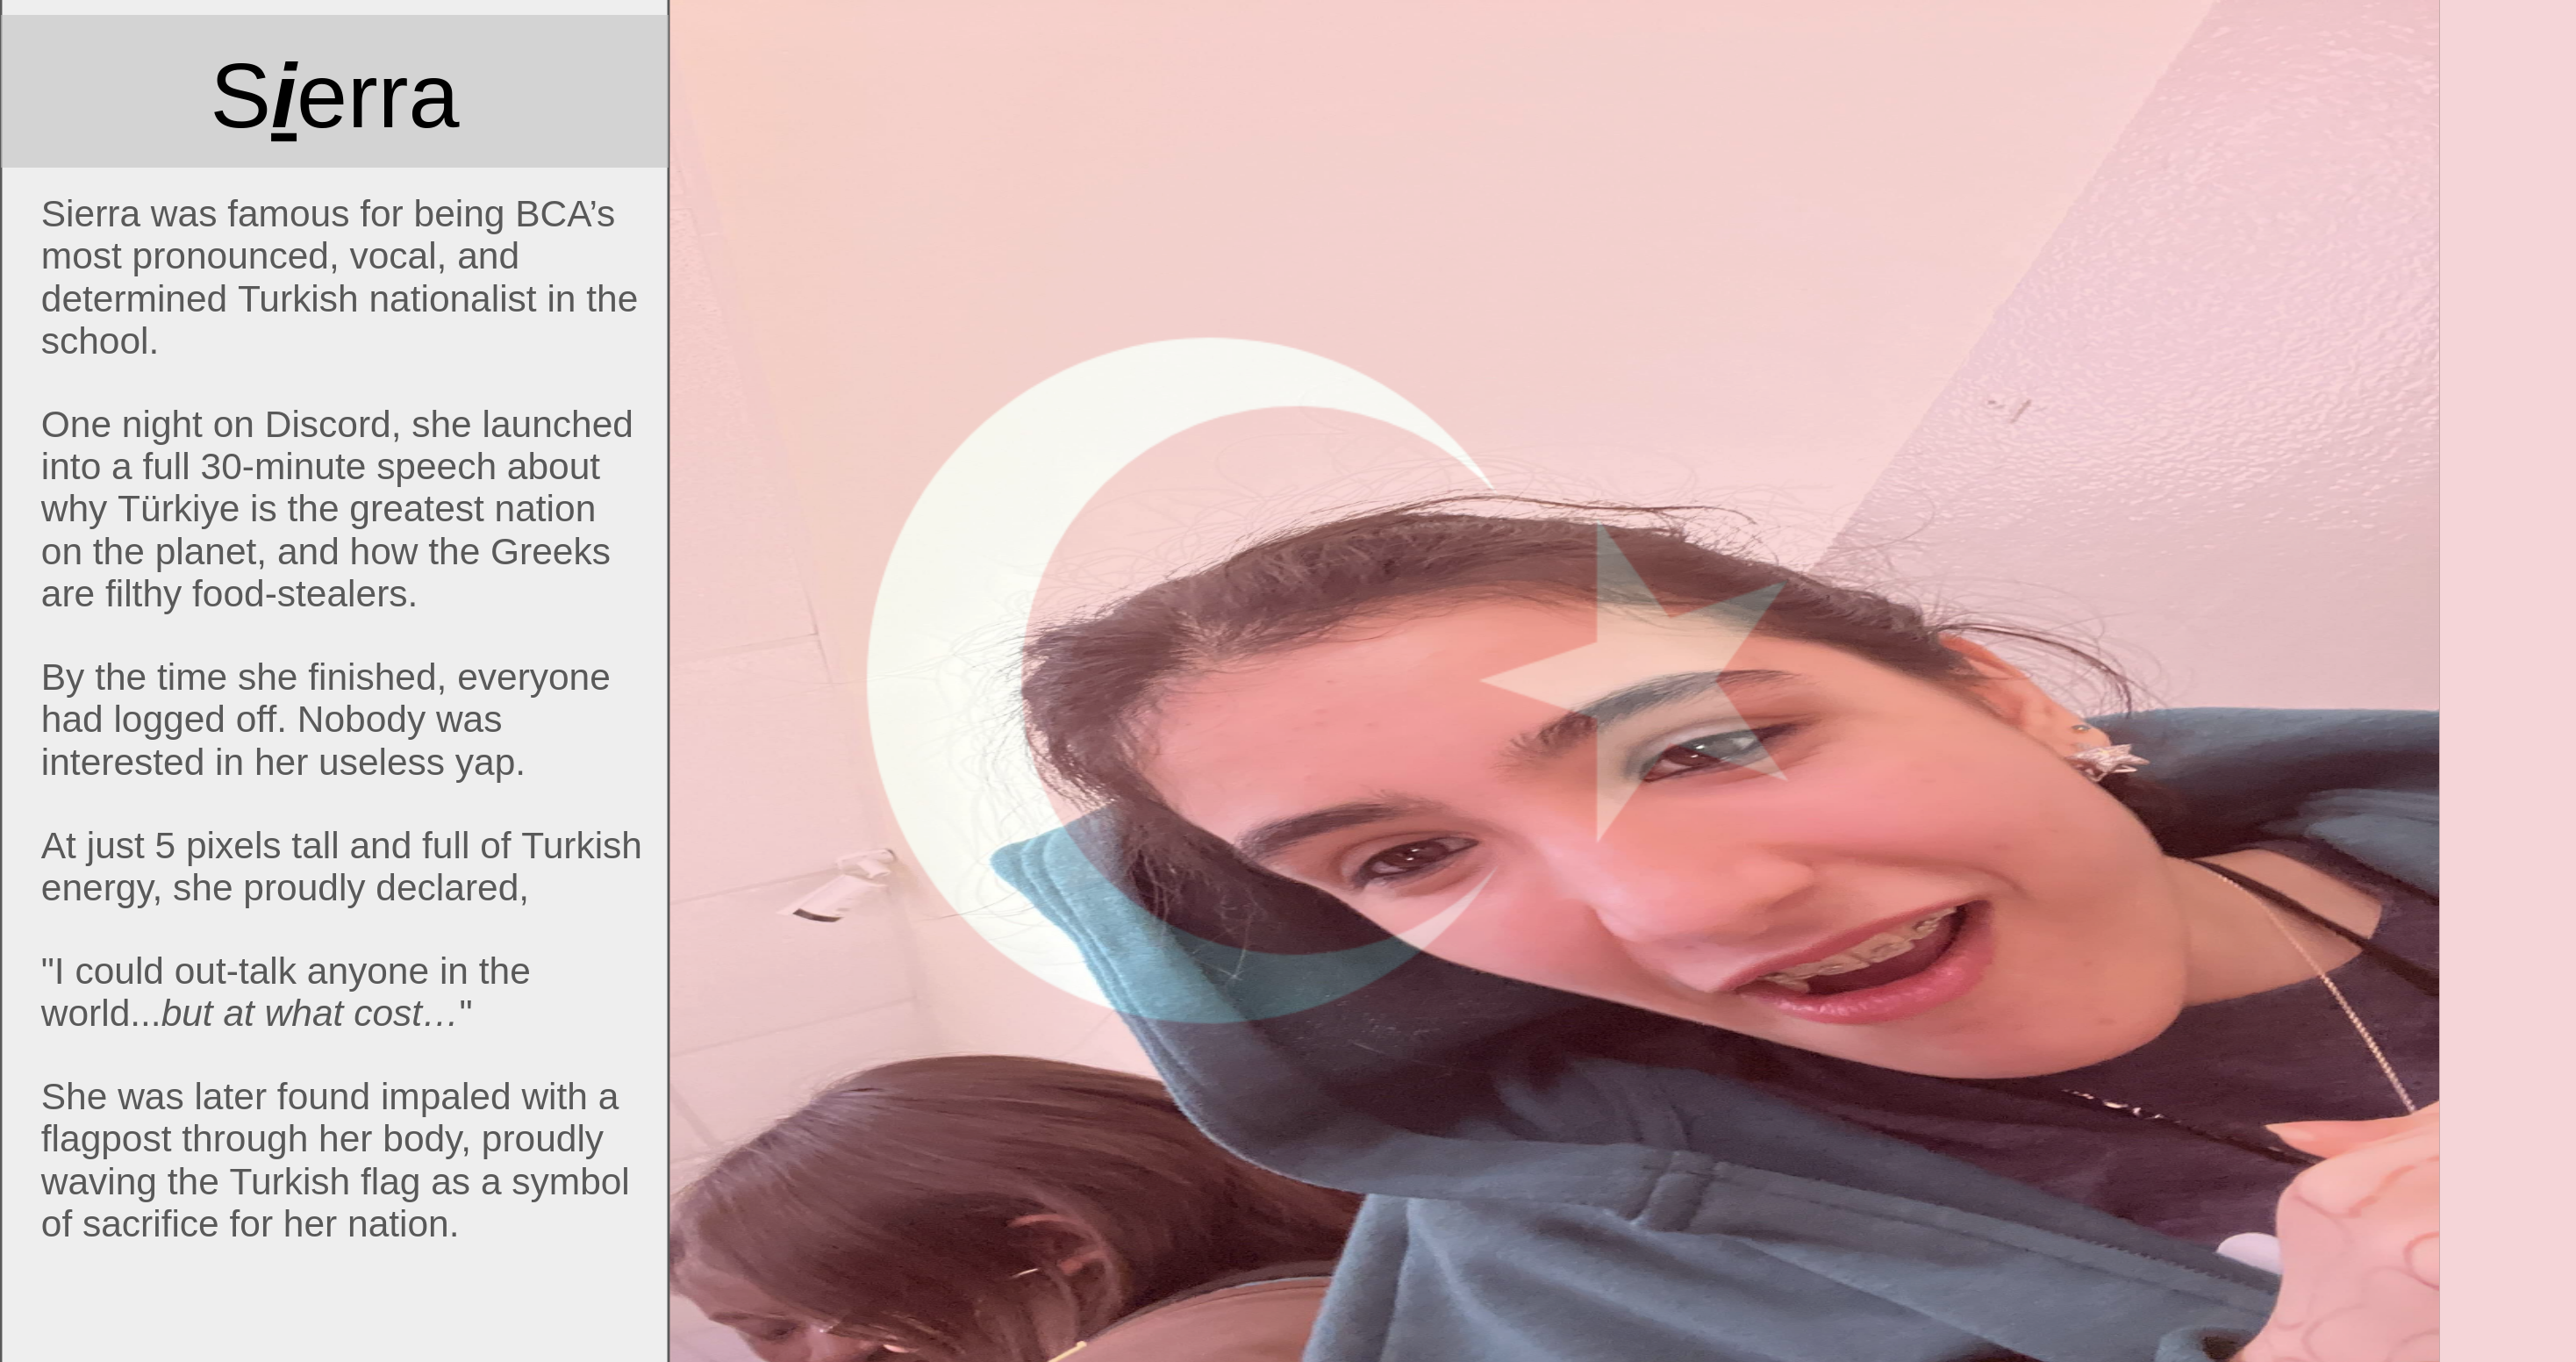 Sierra
Sierra was famous for being BCA’s
most pronounced, vocal, and
determined Turkish nationalist in the
school.
One night on Discord, she launched
into a full 30-minute speech about
why Türkiye is the greatest nation
on the planet, and how the Greeks
are filthy food-stealers.
By the time she finished, everyone
had logged off. Nobody was
interested in her useless yap.
At just 5 pixels tall and full of Turkish
energy, she proudly declared,
"I could out-talk anyone in the
world...but at what cost…"
She was later found impaled with a
flagpost through her body, proudly
waving the Turkish flag as a symbol
of sacrifice for her nation.